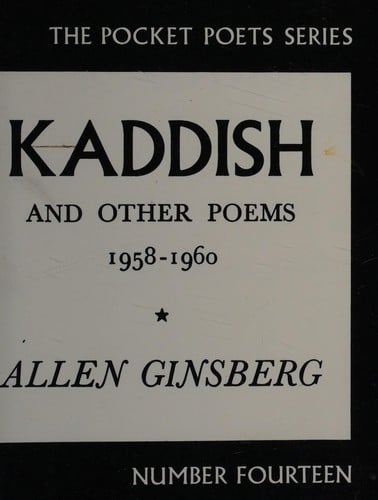 THE POCKET POETS SERIES
KADDISH
AND OTHER POEMS
1958-1960
★
ALLEN GINSBERG
NUMBER FOURTEEN